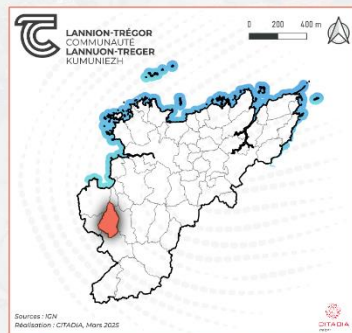 LANNION-TRÉGOR
COMMUNAUTÉ
LANNUON-TREGER
KUMUNIEZH
0 200 400 m
Sources : IGN
Réalisation : CITADIA, Mars 2025
CITADIA